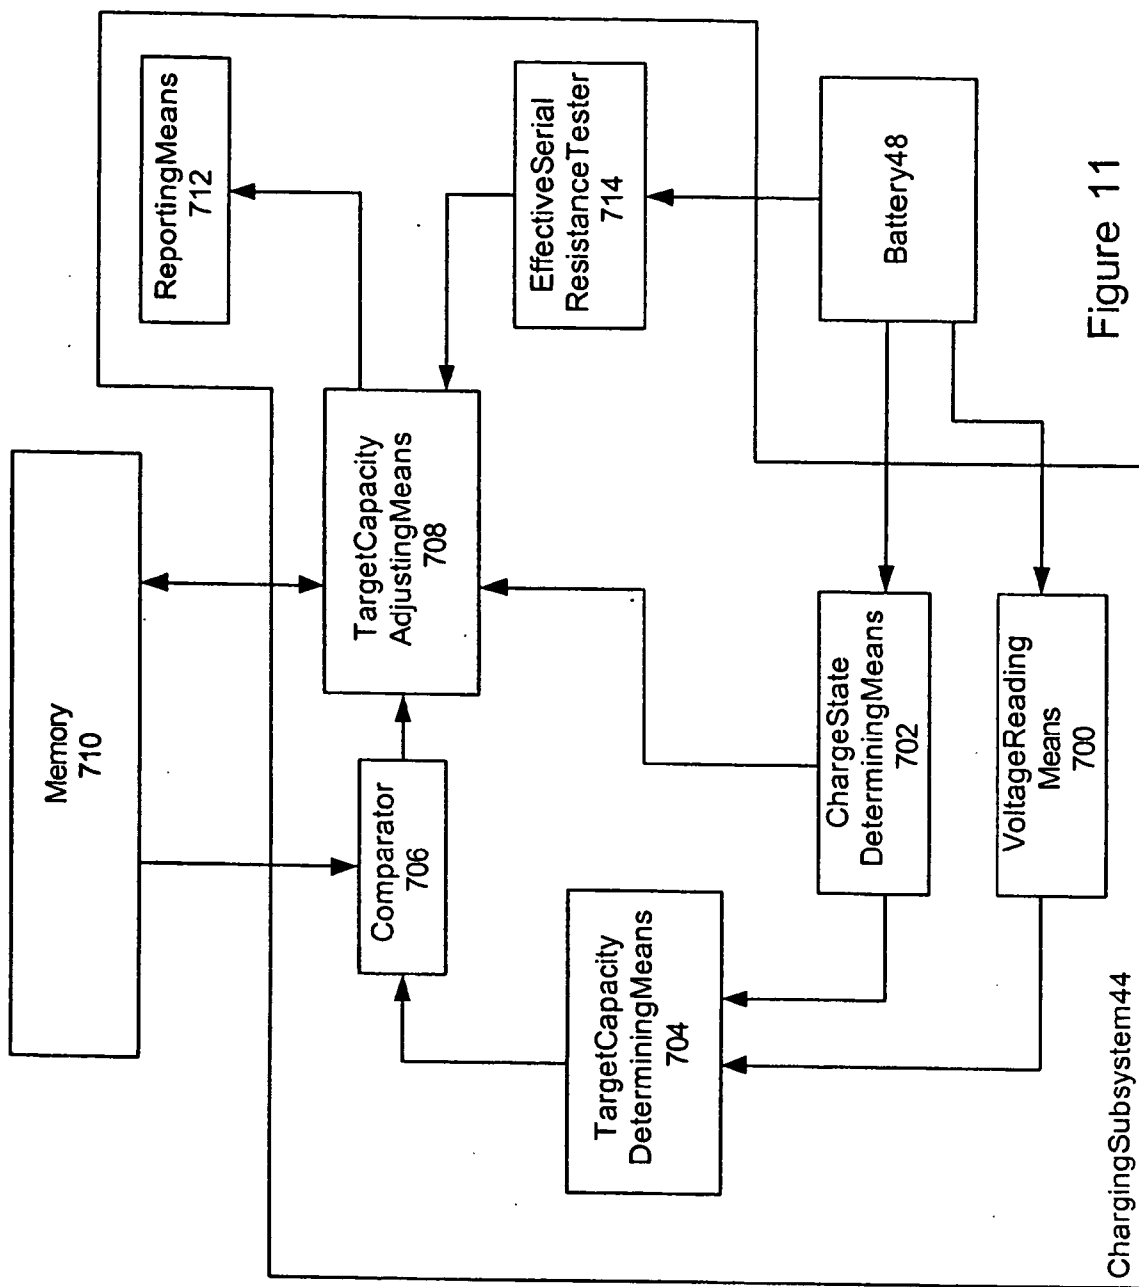 Memory
710
ReportingMeans
712
TargetCapacity
AdjustingMeans
708
Comparator
706
EffectiveSerial
ResistanceTester
714
TargetCapacity
DeterminingMeans
704
ChargeState
DeterminingMeans
702
Battery48
VoltageReading
Means
700
ChargingSubsystem44
Figure 11